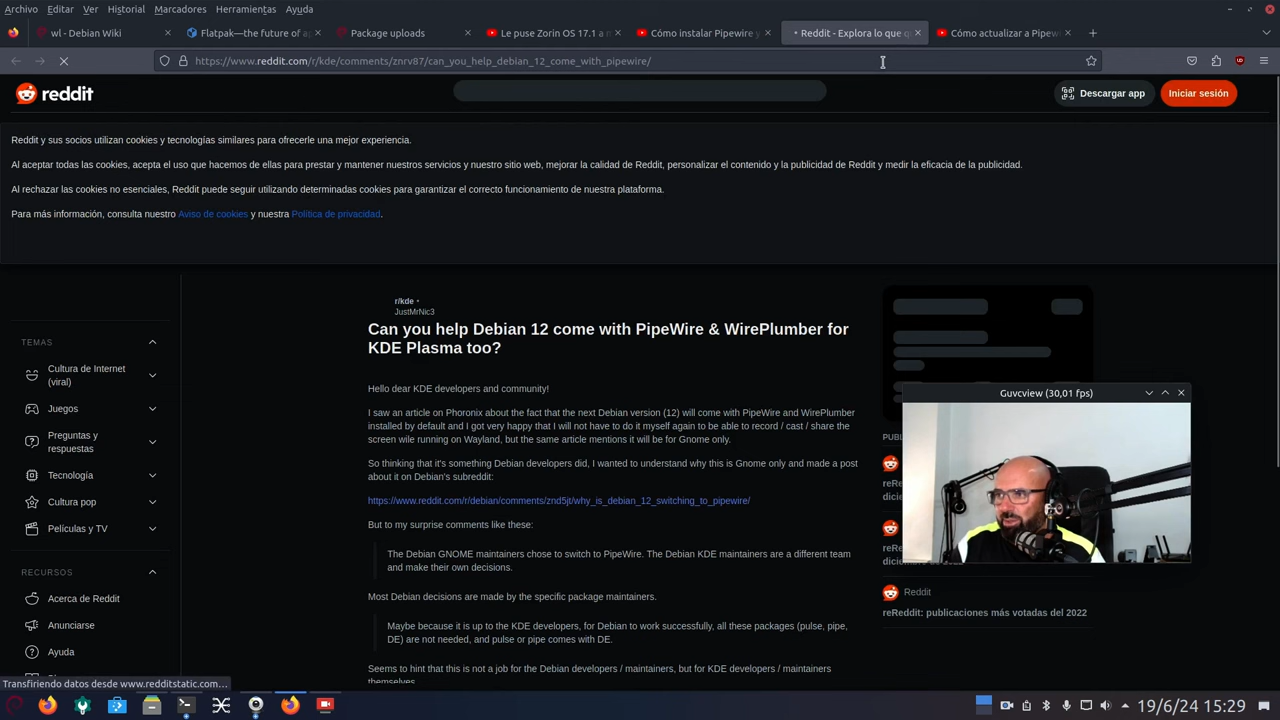 Archivo Editar Ver Historial Marcadores Herramientas Ayuda
wl - Debian Wiki
Flatpak—the future of a
Package uploads
Le puse Zorin OS 17.1 a n
Cómo instalar Pipewire y
Reddit - Explora lo que q
Cómo actualizar a Pipew
https://www.reddit.com/r/kde/comments/znrv87/can_you_help_debian_12_come_with_pipewire/
reddit
Descargar app
Iniciar sesión
Reddit y sus socios utilizan cookies y tecnologías similares para ofrecerle una mejor experiencia.
Al aceptar todas las cookies, acepta el uso que hacemos de ellas para prestar y mantener nuestros servicios y nuestro sitio web, mejorar la calidad de Reddit, personalizar el contenido y la publicidad de Reddit y medir la eficacia de la publicidad.
Al rechazar las cookies no esenciales, Reddit puede seguir utilizando determinadas cookies para garantizar el correcto funcionamiento de nuestra plataforma.
Para más información, consulta nuestro Aviso de cookies y nuestra Política de privacidad.
r/kde •
JustMrNic3
Can you help Debian 12 come with PipeWire & WirePlumber for
KDE Plasma too?
Hello dear KDE developers and community!
I saw an article on Phoronix about the fact that the next Debian version (12) will come with PipeWire and WirePlumber
installed by default and I got very happy that I will not have to do it myself again to be able to record / cast / share the
screen wile running on Wayland, but the same article mentions it will be for Gnome only.
So thinking that it's something Debian developers did, I wanted to understand why this is Gnome only and made a post
about it on Debian's subreddit:
https://www.reddit.com/r/debian/comments/znd5jt/why_is_debian_12_switching_to_pipewire/
But to my surprise comments like these:
The Debian GNOME maintainers chose to switch to PipeWire. The Debian KDE maintainers are a different team
and make their own decisions.
Most Debian decisions are made by the specific package maintainers.
Maybe because it is up to the KDE developers, for Debian to work successfully, all these packages (pulse, pipe,
DE) are not needed, and pulse or pipe comes with DE.
Seems to hint that this is not a job for the Debian developers / maintainers, but for KDE developers / maintainers
themselves.
TEMAS
Cultura de Internet
(viral)
Juegos
Preguntas y
respuestas
Tecnología
Cultura pop
Películas y TV
RECURSOS
Acerca de Reddit
Anunciarse
Ayuda
Guvcview (30,01 fps)
PUBL
reRe
dicie
reRe
dicie
Reddit
reReddit: publicaciones más votadas del 2022
Transfiriendo datos desde www.redditstatic.com…
19/6/24 15:29